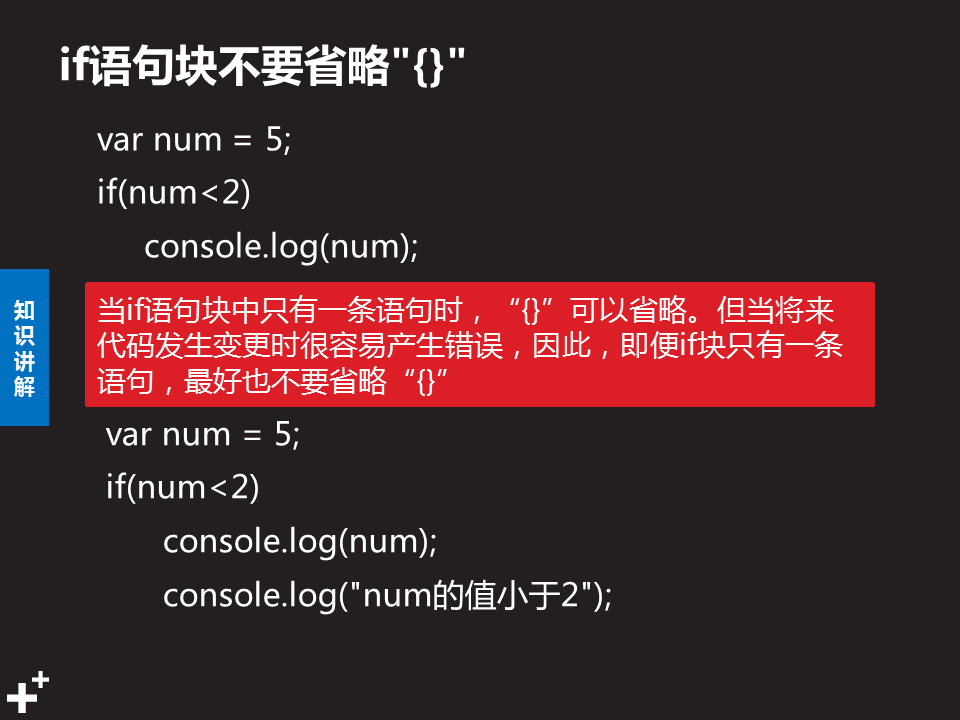 if语句块不要省略"{}"
var num = 5;
if(num<2)
console.log(num);
知
识
讲
解
当if语句块中只有一条语句时，“{}”可以省略。但当将来
代码发生变更时很容易产生错误，因此，即便if块只有一条
语句，最好也不要省略“{}”
var num = 5;
if(num<2)
console.log(num);
console.log("num的值小于2");